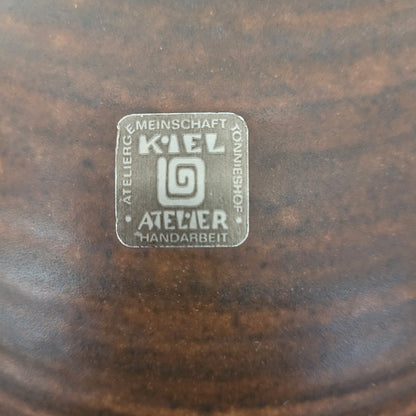 ATELIERGEMEINSCHAFT TÖNNIESHOF
KIEL
ATELIER
HANDARBEIT